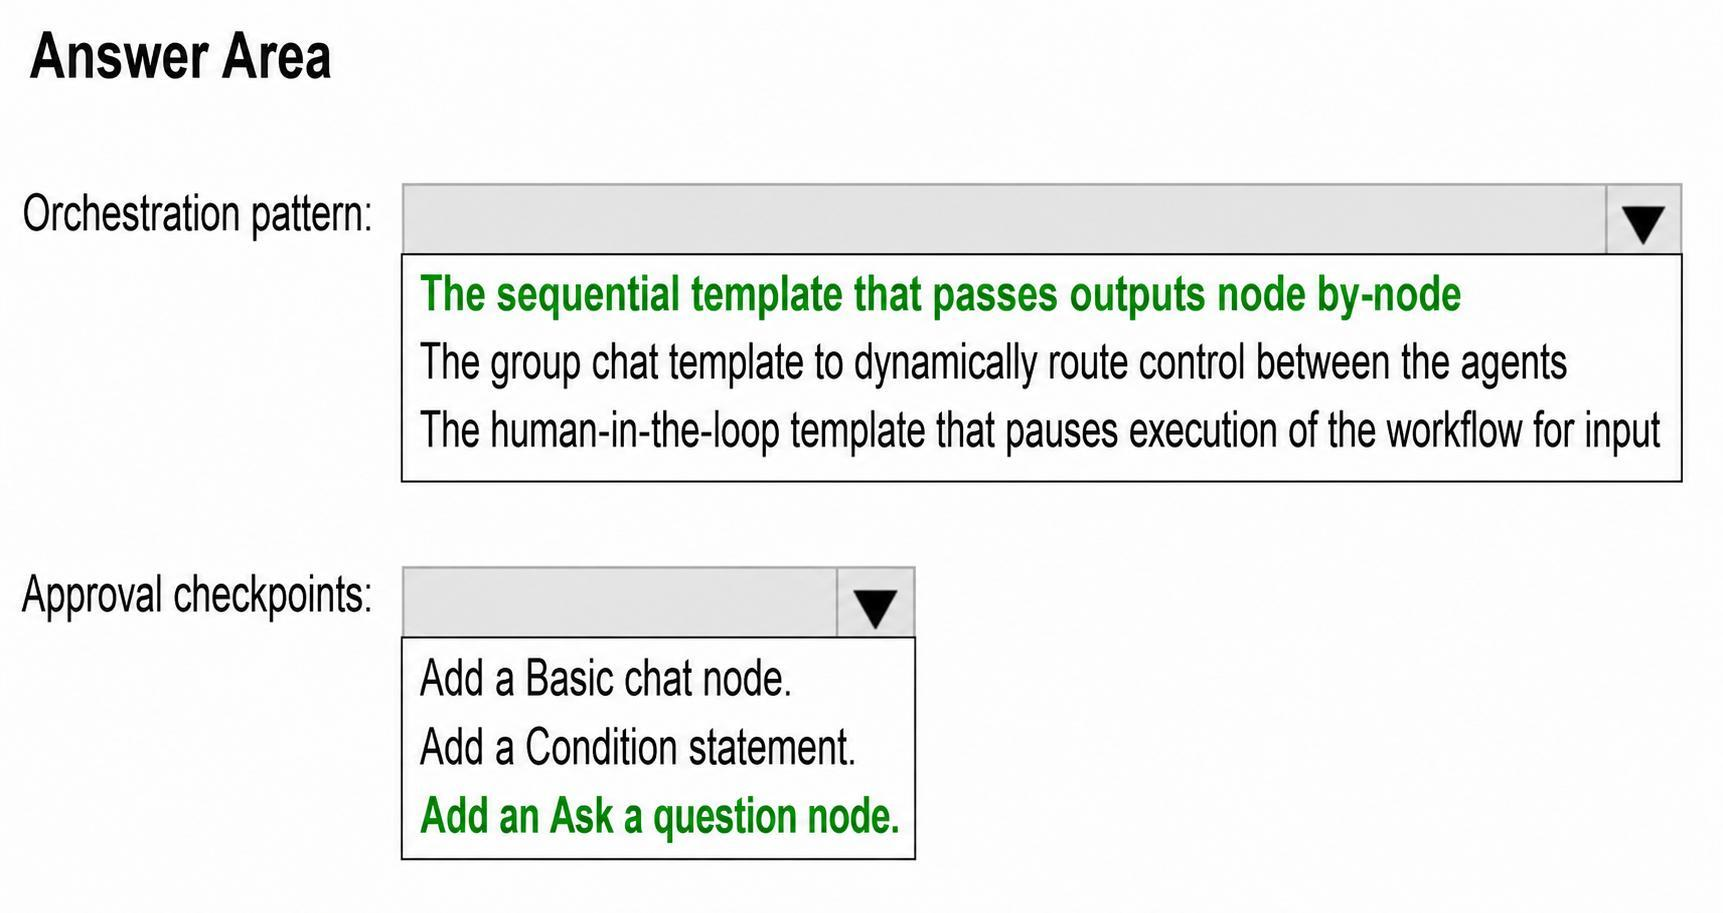 Answer Area
Orchestration pattern:
The sequential template that passes outputs node by-node
The group chat template to dynamically route control between the agents
The human-in-the-loop template that pauses execution of the workflow for input
Approval checkpoints:
Add a Basic chat node.
Add a Condition statement.
Add an Ask a question node.